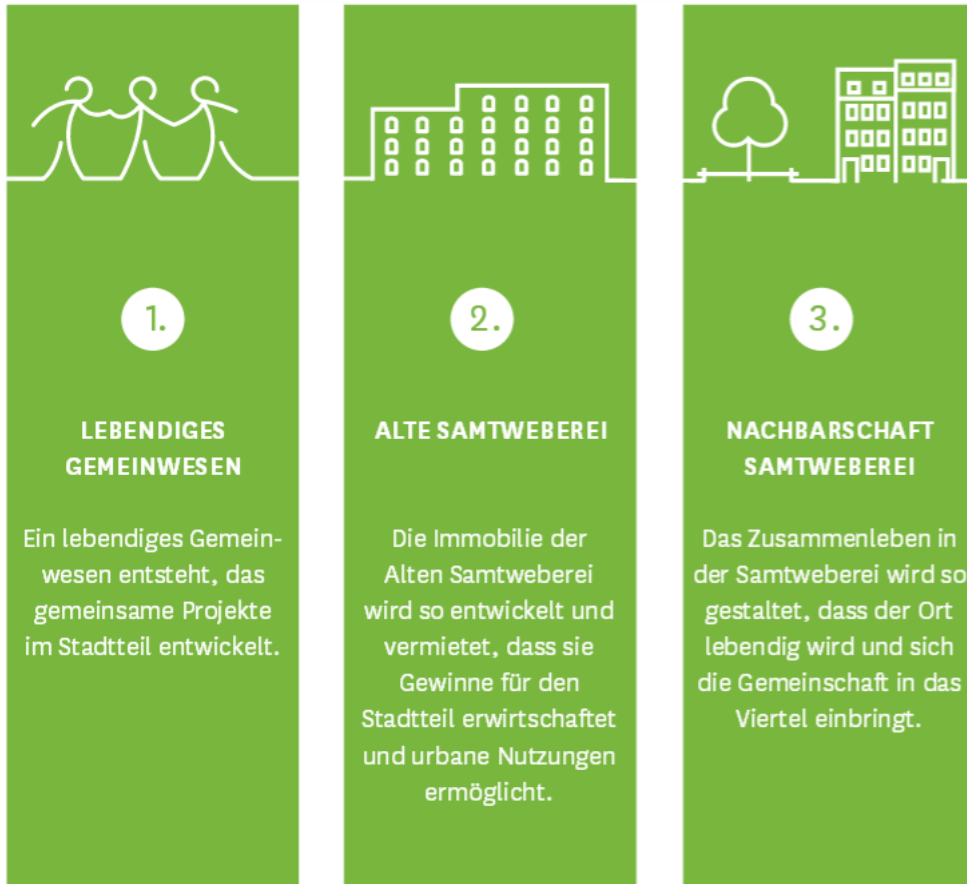 1.
LEBENDIGES
GEMEINWESEN
Ein lebendiges Gemein-
wesen entsteht, das
gemeinsame Projekte
im Stadtteil entwickelt.
2.
ALTE SAMTWEBEREI
Die Immobilie der
Alten Samtweberei
wird so entwickelt und
vermietet, dass sie
Gewinne für den
Stadtteil erwirtschaftet
und urbane Nutzungen
ermöglicht.
3.
NACHBARSCHAFT
SAMTWEBEREI
Das Zusammenleben in
der Samtweberei wird so
gestaltet, dass der Ort
lebendig wird und sich
die Gemeinschaft in das
Viertel einbringt.